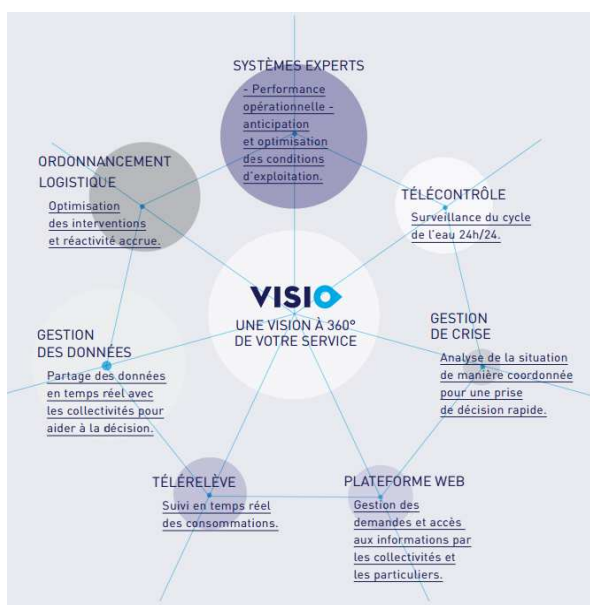 SYSTÈMES EXPERTS
- Performance
opérationnelle -
anticipation
et optimisation
des conditions
d'exploitation.
ORDONNANCEMENT
LOGISTIQUE
Optimisation
des interventions
et réactivité accrue.
TÉLÉCONTRÔLE
Surveillance du cycle
de l'eau 24h/24.
VISIO
UNE VISION À 360°
DE VOTRE SERVICE
GESTION
DES DONNÉES
Partage des données
en temps réel avec
les collectivités pour
aider à la décision.
GESTION
DE CRISE
Analyse de la situation
de manière coordonnée
pour une prise
de décision rapide.
TÉLÉRELÈVE
Suivi en temps réel
des consommations.
PLATEFORME WEB
Gestion des
demandes et accès
aux informations par
les collectivités et
les particuliers.